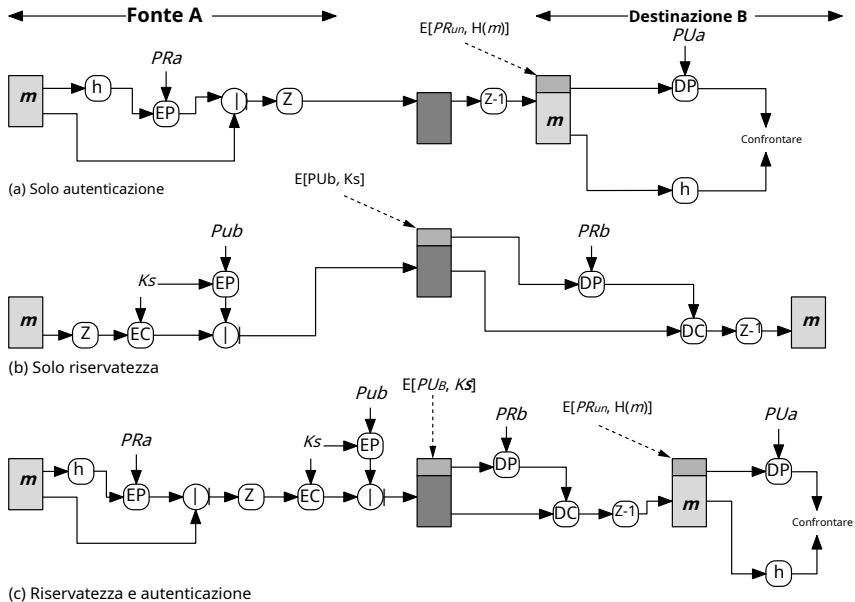 Fonte A
Destinazione B
E[PRun, H(m)]
PRa
PUa
m
h
EP
|
Z
Z-1
m
DP
Confrontare
h
(a) Solo autenticazione
E[PUb, Ks]
Pub
PRb
Ks
EP
DP
m
Z
EC
|
DC
Z-1
m
(b) Solo riservatezza
E[PUB, Ks]
Pub
PRb
E[PRun, H(m)]
PUa
PRa
Ks
EP
m
h
DP
DP
EP
|
Z
EC
|
DC
Z-1
m
Confrontare
h
(c) Riservatezza e autenticazione